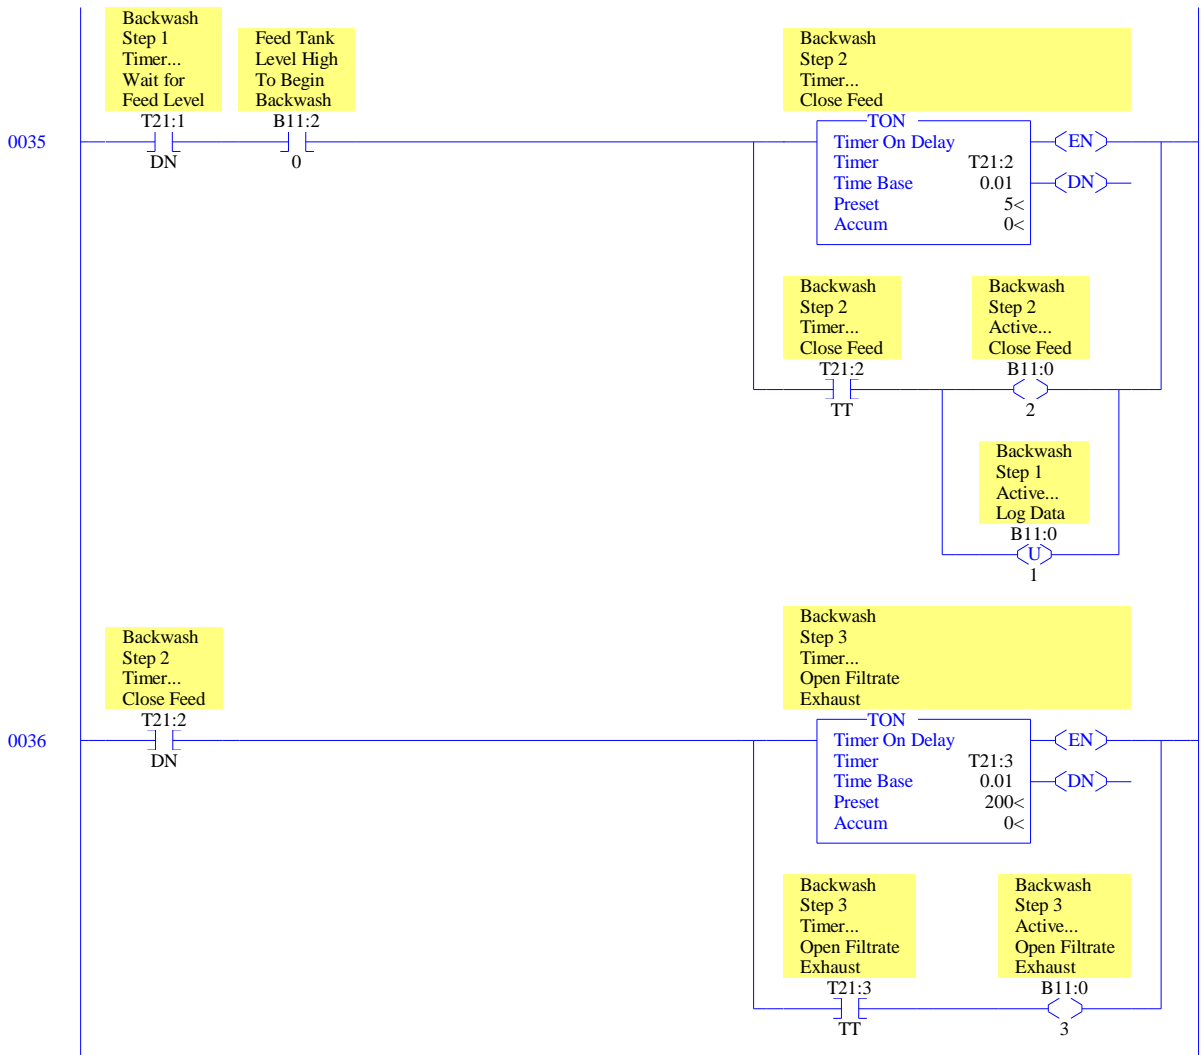 Backwash
Step 1
Timer...
Wait for
Feed Level
T21:1
DN
Feed Tank
Level High
To Begin
Backwash
B11:2
0
Backwash
Step 2
Timer...
Close Feed
0035
TON
Timer On Delay
Timer T21:2
Time Base 0.01
Preset 5<
Accum 0<
EN
DN
Backwash
Step 2
Timer...
Close Feed
T21:2
TT
Backwash
Step 2
Active...
Close Feed
B11:0
2
Backwash
Step 1
Active...
Log Data
B11:0
U
1
Backwash
Step 2
Timer...
Close Feed
T21:2
DN
Backwash
Step 3
Timer...
Open Filtrate
Exhaust
0036
TON
Timer On Delay
Timer T21:3
Time Base 0.01
Preset 200<
Accum 0<
EN
DN
Backwash
Step 3
Timer...
Open Filtrate
Exhaust
T21:3
TT
Backwash
Step 3
Active...
Open Filtrate
Exhaust
B11:0
3